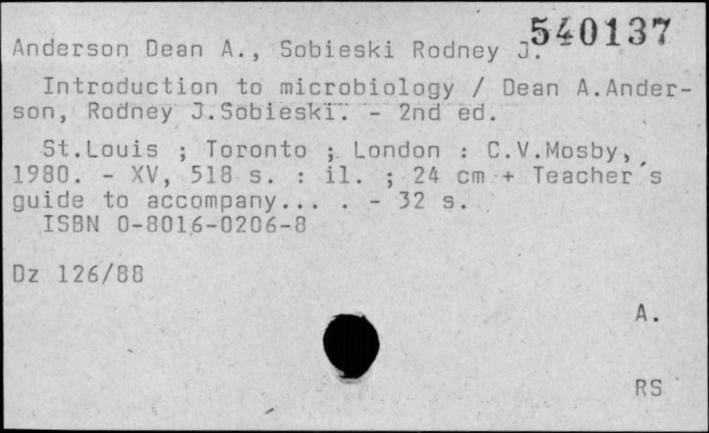 540137
Anderson Dean A., Sobieski Rodney J.
Introduction to microbiology / Dean A.Ander-
son, Rodney J.Sobieski. - 2nd ed.
St.Louis ; Toronto ; London : C.V.Mosby,
1980. - XV, 518 s. : il. ; 24 cm + Teacher's
guide to accompany... . - 32 s.
ISBN 0-8016-0206-8
Dz 126/88
A.
RS